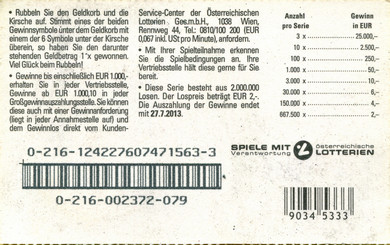 • Rubbeln Sie den Geldkorb und die
Kirsche auf. Stimmt eines der beiden
Gewinnsymbole unter dem Geldkorb mit
einem der 6 Symbole unter der Kirsche
überein, so haben Sie den darunter
stehenden Geldbetrag 1 x gewonnen.
Viel Glück beim Rubbeln!
• Gewinne bis einschließlich EUR 1.000,-
erhalten Sie in jeder Vertriebsstelle,
Gewinne ab EUR 1.000,10 in jeder
Großgewinnauszahlungsstelle. Sie können
diese auch mit einer Gewinnanforderung
(liegt in jeder Annahmestelle auf) und
dem Gewinnlos direkt vom Kunden-
Service-Center der Österreichischen
Lotterien Ges.m.b.H., 1038 Wien,
Rennweg 44, Tel.: 0810/100 200 (EUR
0,067 inkl. USt pro Minute), anfordern.
• Mit Ihrer Spielteilnahme erkennen
Sie die Spielbedingungen an. Ihre
Vertriebsstelle hält diese gerne für Sie
bereit.
• Diese Serie besteht aus 2.000.000
Losen. Der Lospreis beträgt EUR 2,-.
Die Auszahlung der Gewinne endet
mit 27.7.2013.
Anzahl Gewinn
pro Serie in EUR
3 x 25.000,–
10 x 2.500,–
100 x 250,–
250 x 100,–
1.000 x 50,–
3.000 x 20,–
30.000 x 10,–
150.000 x 4,–
667.500 x 2,–
0-216-124227607471563-3
0-216-002372-079
SPIELE MIT
Verantwortung
österreichische
LOTTERIEN
9034 5333